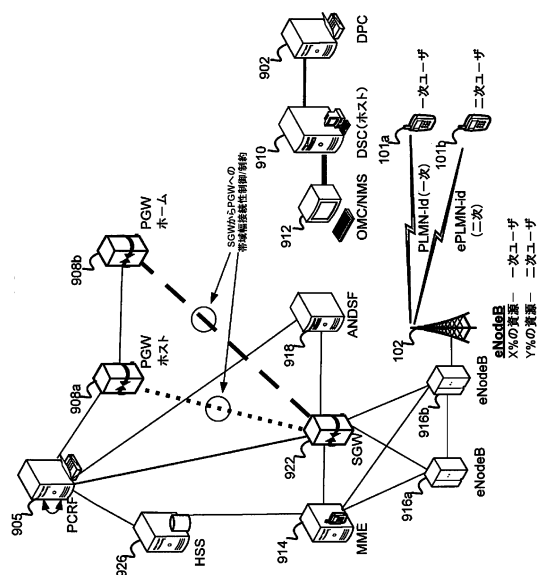 902
DPC
910
DSC(ホスト)
912
OMC/NMS
101a
一次ユーザ
101b
二次ユーザ
PLMN-id(一次)
ePLMN-id
(二次)
SGWからPGWへの
帯域幅接続性制御/制約
908b
PGW
ホーム
908a
PGW
ホスト
918
ANDSF
102
eNodeB
X%の資源― 一次ユーザ
Y%の資源― 二次ユーザ
905
PCRF
922
SGW
916b
eNodeB
916a
eNodeB
926
HSS
914
MME